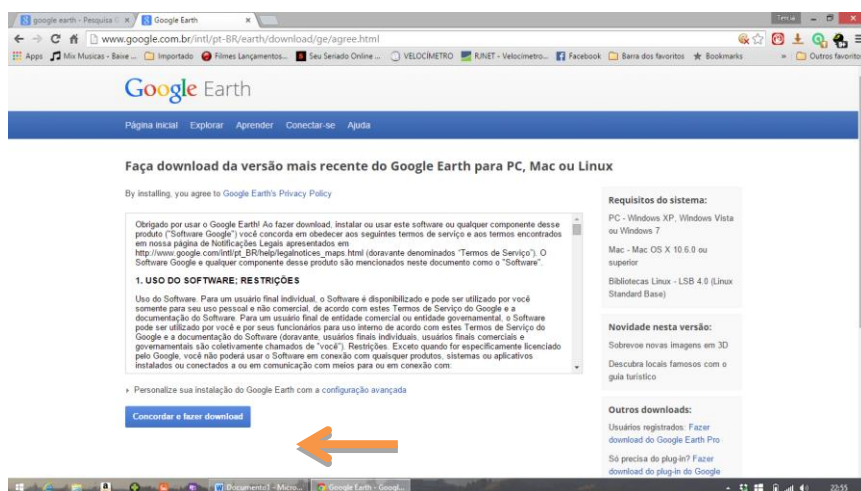 google earth - Pesquisa G
Google Earth
www.google.com.br/intl/pt-BR/earth/download/ge/agree.html
Apps
Mix Musicas - Baixe ...
Importado
Filmes Lançamentos...
Seu Seriado Online ...
VELOCÍMETRO
RJNET - Velocimetro...
Facebook
Barra dos favoritos
Bookmarks
»
Outros favoritos
Google Earth
Página inicial Explorar Aprender Conectar-se Ajuda
Faça download da versão mais recente do Google Earth para PC, Mac ou Linux
By installing, you agree to Google Earth's Privacy Policy
Obrigado por usar o Google Earth! Ao fazer download, instalar ou usar este software ou qualquer componente desse
produto ("Software Google") você concorda em obedecer aos seguintes termos de serviço e aos termos encontrados
em nossa página de Notificações Legais apresentados em
http://www.google.com/intl/pt_BR/help/legalnotices_maps.html (doravante denominados "Termos de Serviço"). O
Software Google e qualquer componente desse produto são mencionados neste documento como o "Software".
1. USO DO SOFTWARE; RESTRIÇÕES
Uso do Software. Para um usuário final individual, o Software é disponibilizado e pode ser utilizado por você
somente para seu uso pessoal e não comercial, de acordo com estes Termos de Serviço do Google e a
documentação do Software. Para um usuário final de entidade comercial ou entidade governamental, o Software
pode ser utilizado por você e por seus funcionários para uso interno de acordo com estes Termos de Serviço do
Google e a documentação do Software (doravante, usuários finais individuais, usuários finais comerciais e
governamentais são coletivamente chamados de "você"). Restrições. Exceto quando for especificamente licenciado
pelo Google, você não poderá usar o Software em conexão com quaisquer produtos, sistemas ou aplicativos
instalados ou conectados a ou em comunicação com meios para ou em conexão com:
Personalize sua instalação do Google Earth com a configuração avançada
Concordar e fazer download
Requisitos do sistema:
PC - Windows XP, Windows Vista
ou Windows 7
Mac - Mac OS X 10.6.0 ou
superior
Bibliotecas Linux - LSB 4.0 (Linux
Standard Base)
Novidade nesta versão:
Sobrevoe novas imagens em 3D
Descubra locais famosos com o
guia turístico
Outros downloads:
Usuários registrados: Fazer
download do Google Earth Pro
Só precisa do plug-in? Fazer
download do plug-in do Google
Documento1 - Micro...
Google Earth - Googl...
22:55